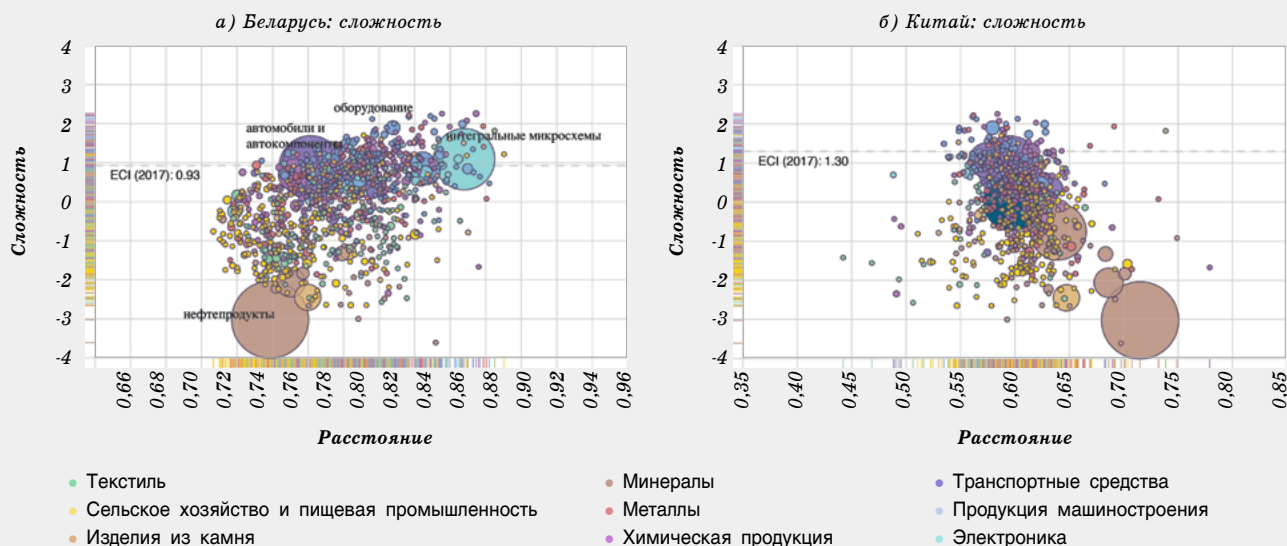 а) Беларусь: сложность
4
3
2
1
0
-1
-2
-3
-4
Сложность
оборудование
автомобили и
автокомпоненты
интегральные микросхемы
ECI (2017): 0.93
нефтепродукты
0,66
0,68
0,70
0,72
0,74
0,76
0,78
0,80
0,82
0,84
0,86
0,88
0,90
0,92
0,94
0,96
Расстояние
б) Китай: сложность
4
3
2
1
0
-1
-2
-3
-4
Сложность
ECI (2017): 1.30
0,35
0,40
0,45
0,50
0,55
0,60
0,65
0,70
0,75
0,80
0,85
Расстояние
Текстиль
Сельское хозяйство и пищевая промышленность
Изделия из камня
Минералы
Металлы
Химическая продукция
Транспортные средства
Продукция машиностроения
Электроника